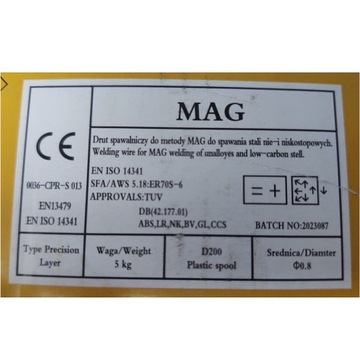 MAG
Drut spawalniczy do metody MAG do spawania stali nie-i niskostopowych.
Welding wire for MAG welding of unalloyes and low-carbon stell.
CE
0036-CPR-S 013
EN13479
EN ISO 14341
EN ISO 14341
SFA/AWS 5.18:ER70S-6
APPROVALS:TUV
DB(42.177.01)
ABS,LR,NK,BV,GL,CCS
= +
BATCH NO:2023087
Type Precision Layer
Waga/Weight
5 kg
D200
Plastic spool
Srednica/Diamter
Φ0.8